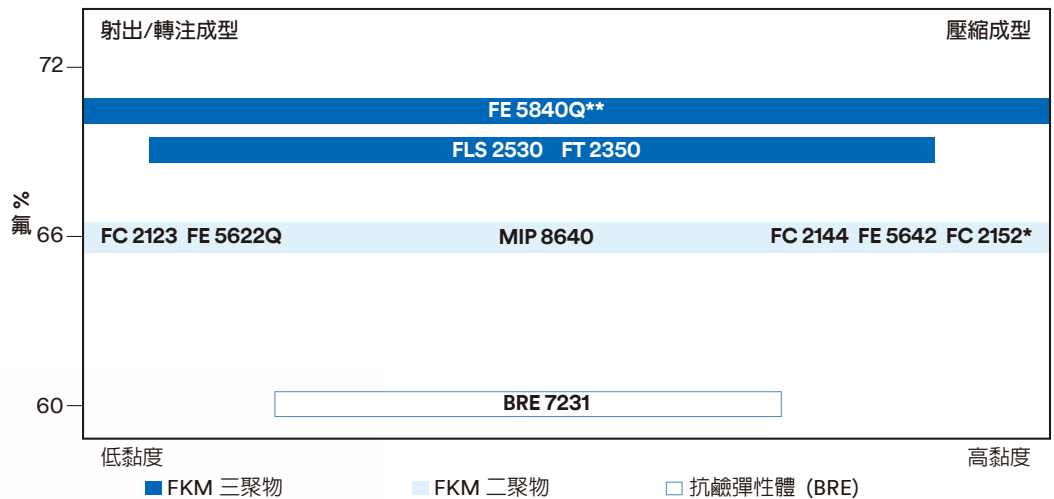 射出/轉注成型 壓縮成型
72
FE 5840Q**
FLS 2530 FT 2350
% 氟
66
FC 2123 FE 5622Q MIP 8640 FC 2144 FE 5642 FC 2152*
60
BRE 7231
低黏度 高黏度
FKM 三聚物 FKM 二聚物 抗鹼彈性體 (BRE)